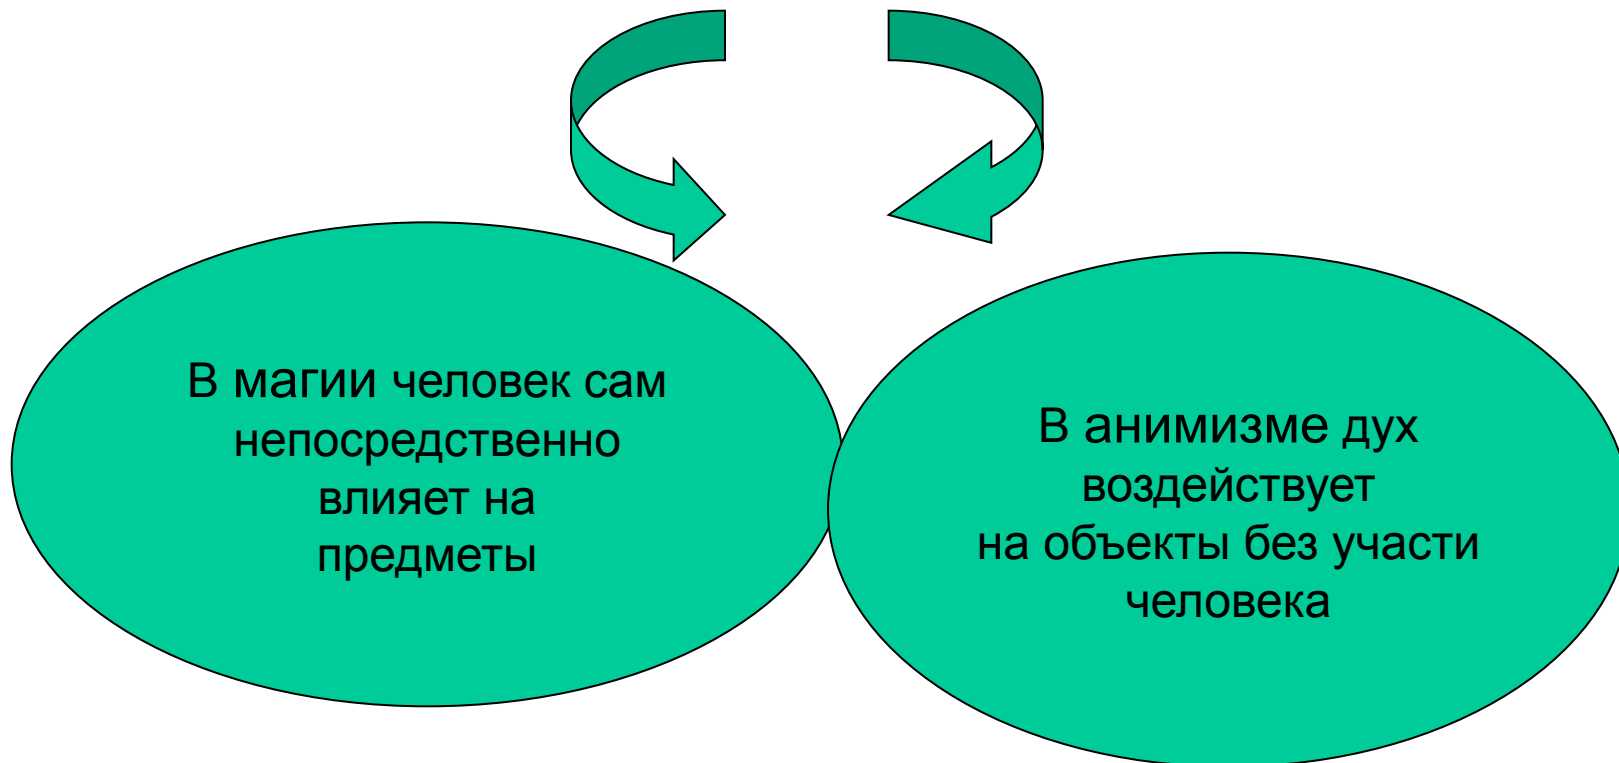 В магии человек сам
непосредственно
влияет на
предметы
В анимизме дух
воздействует
на объекты без участи
человека